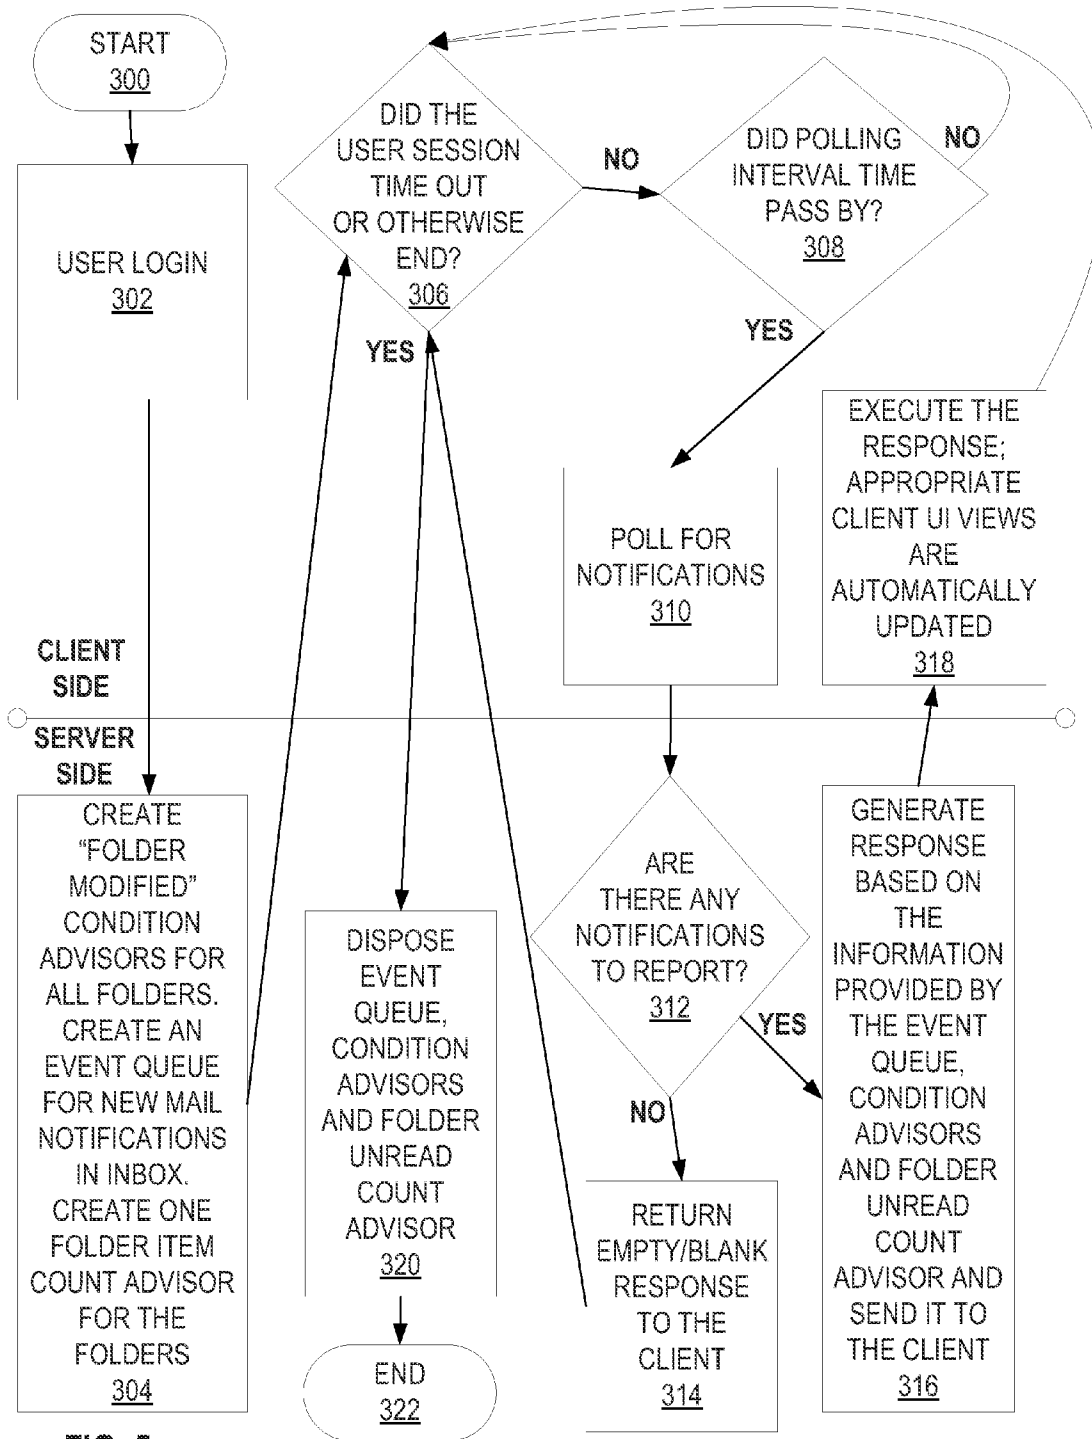 START
300
USER LOGIN
302
DID THE
USER SESSION
TIME OUT
OR OTHERWISE
END?
306
NO
YES
DID POLLING
INTERVAL TIME
PASS BY?
308
NO
YES
POLL FOR
NOTIFICATIONS
310
EXECUTE THE
RESPONSE;
APPROPRIATE
CLIENT UI VIEWS
ARE
AUTOMATICALLY
UPDATED
318
CLIENT
SIDE
SERVER
SIDE
CREATE
“FOLDER
MODIFIED”
CONDITION
ADVISORS FOR
ALL FOLDERS.
CREATE AN
EVENT QUEUE
FOR NEW MAIL
NOTIFICATIONS
IN INBOX.
CREATE ONE
FOLDER ITEM
COUNT ADVISOR
FOR THE
FOLDERS
304
DISPOSE
EVENT
QUEUE,
CONDITION
ADVISORS
AND FOLDER
UNREAD
COUNT
ADVISOR
320
END
322
ARE
THERE ANY
NOTIFICATIONS
TO REPORT?
312
YES
NO
RETURN
EMPTY/BLANK
RESPONSE
TO THE
CLIENT
314
GENERATE
RESPONSE
BASED ON
THE
INFORMATION
PROVIDED BY
THE EVENT
QUEUE,
CONDITION
ADVISORS
AND FOLDER
UNREAD
COUNT
ADVISOR AND
SEND IT TO
THE CLIENT
316